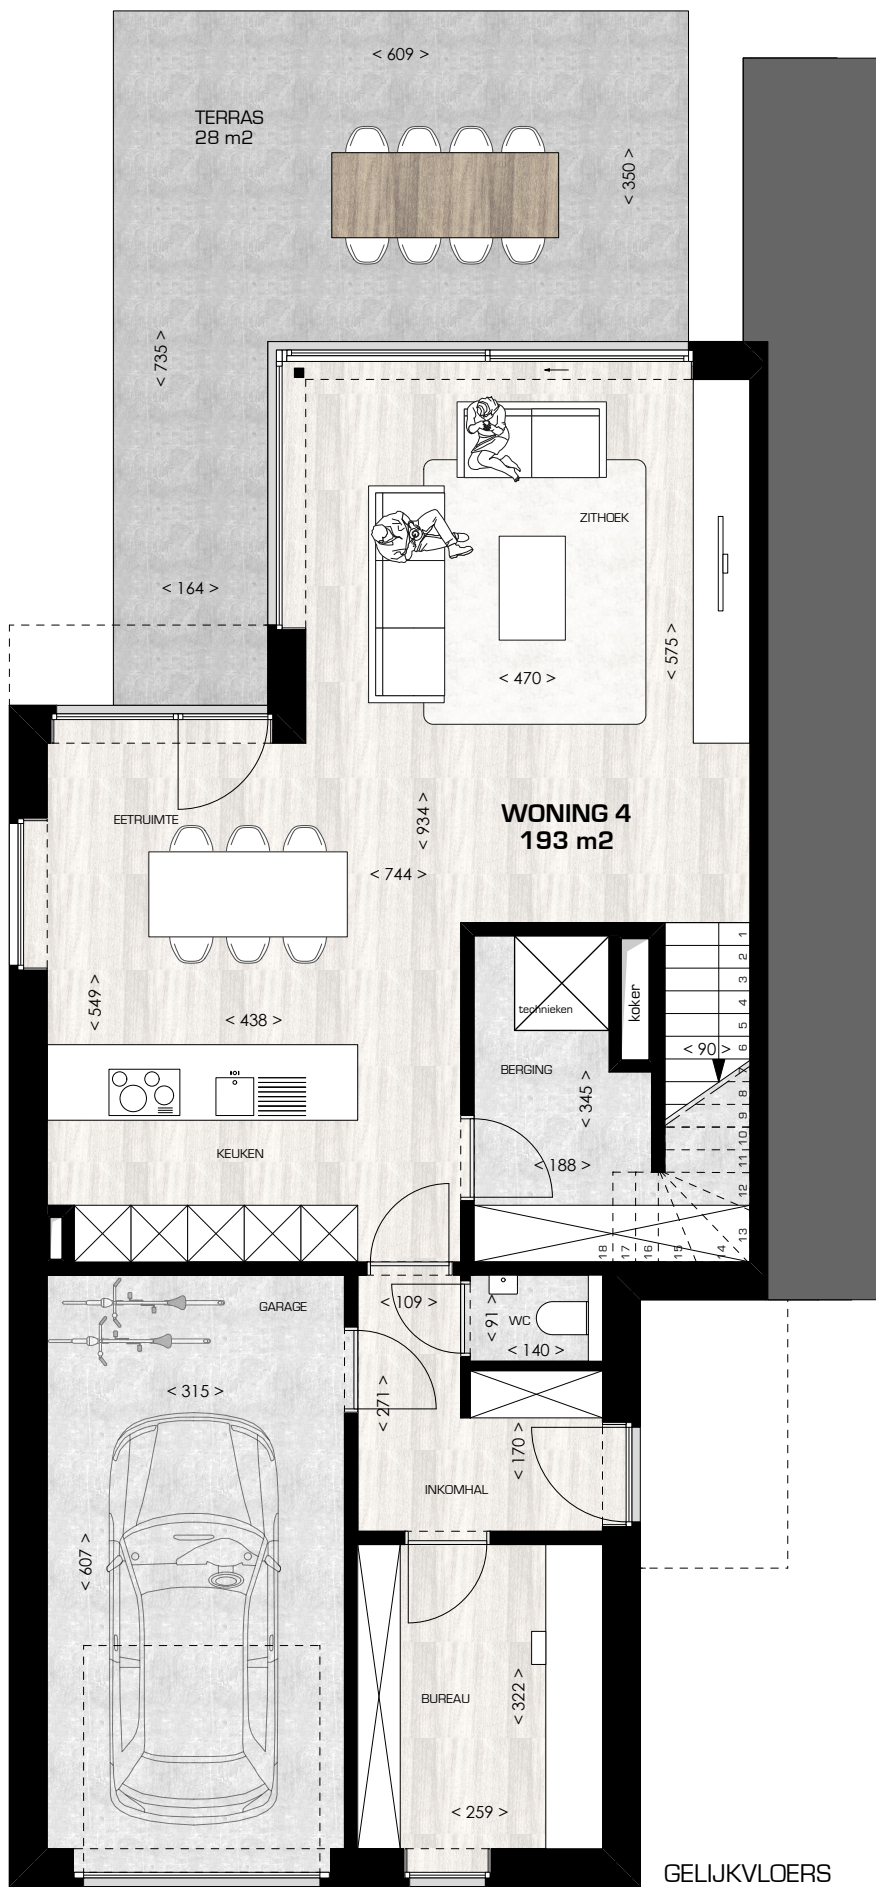 < 609 >
TERRAS
28 m2
< 350 >
< 735 >
ZITHOEK
< 164 >
< 575 >
< 470 >
WONING 4
193 m2
EETRUIMTE
< 934 >
< 744 >
< 549 >
< 438 >
technieken
koker
1
2
3
4
5
6
7
8
9
10
11
12
13
14
15
16
17
18
< 90 >
BERGING
< 345 >
< 188 >
KEUKEN
GARAGE
< 109 >
< 91 >
WC
< 140 >
< 315 >
< 271 >
< 170 >
INKOMHAL
< 607 >
BUREAU
< 322 >
< 259 >
GELIJKVLOERS